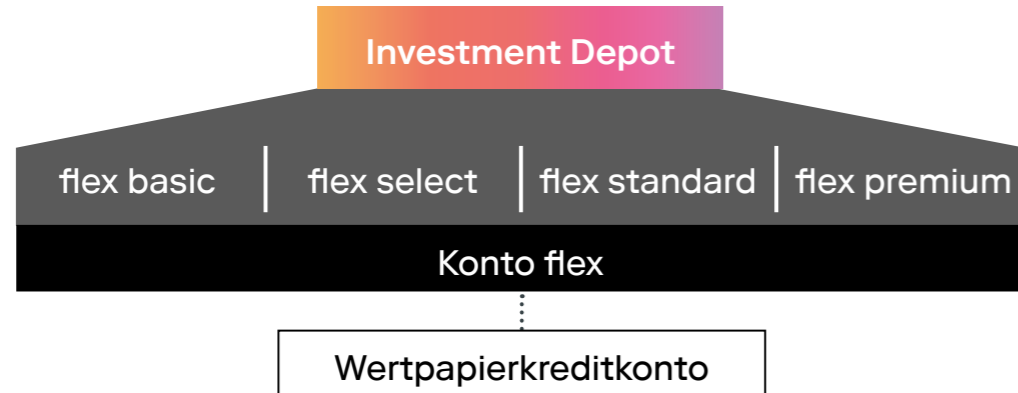 Investment Depot
flex basic
flex select
flex standard
flex premium
Konto flex
Wertpapierkreditkonto